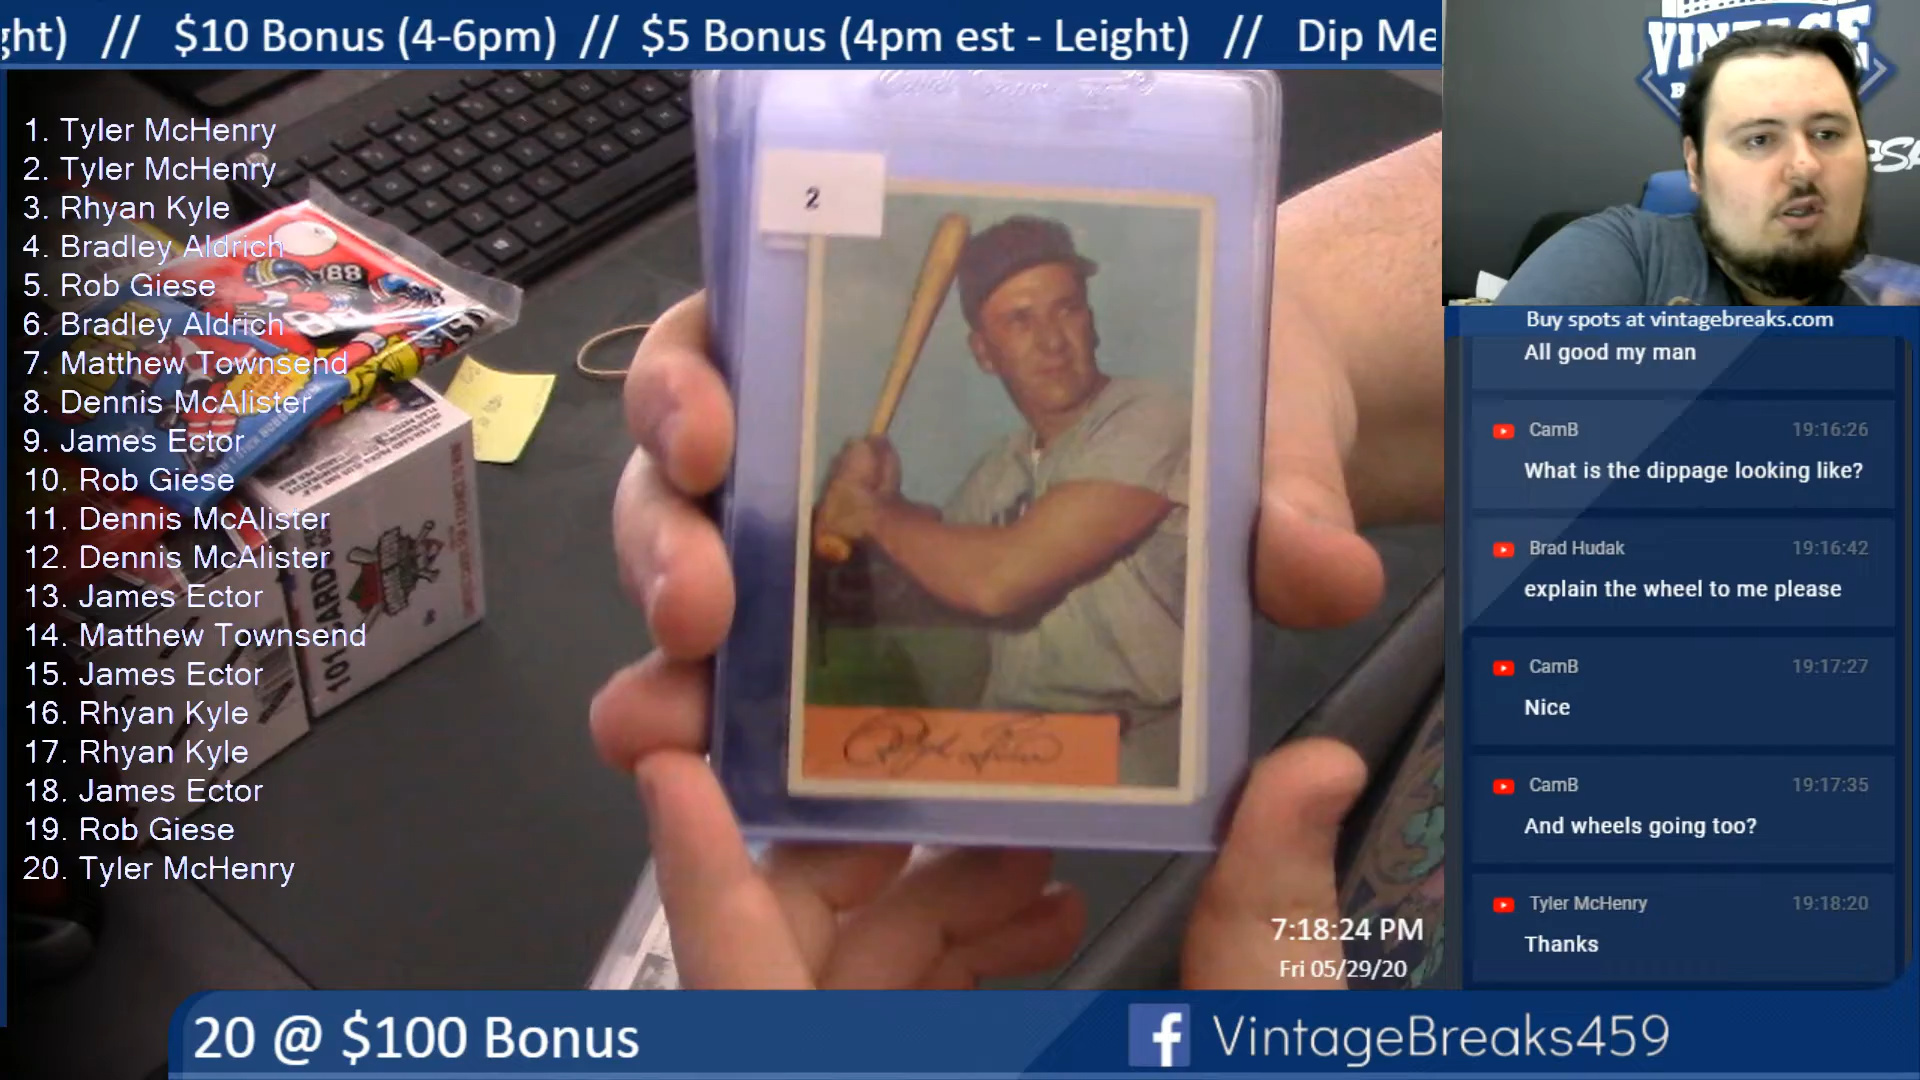 ght) // $10 Bonus (4-6pm) // $5 Bonus (4pm est - Leight) // Dip Me
1. Tyler McHenry
2. Tyler McHenry
3. Rhyan Kyle
4. Bradley Aldrich
5. Rob Giese
6. Bradley Aldrich
7. Matthew Townsend
8. Dennis McAlister
9. James Ector
10. Rob Giese
11. Dennis McAlister
12. Dennis McAlister
13. James Ector
14. Matthew Townsend
15. James Ector
16. Rhyan Kyle
17. Rhyan Kyle
18. James Ector
19. Rob Giese
20. Tyler McHenry
2
88
VINTAGE
PSA
Buy spots at vintagebreaks.com
All good my man
CamB 19:16:26
What is the dippage looking like?
Brad Hudak 19:16:42
explain the wheel to me please
CamB 19:17:27
Nice
CamB 19:17:35
And wheels going too?
Tyler McHenry 19:18:20
Thanks
7:18:24 PM
Fri 05/29/20
20 @ $100 Bonus
f VintageBreaks459